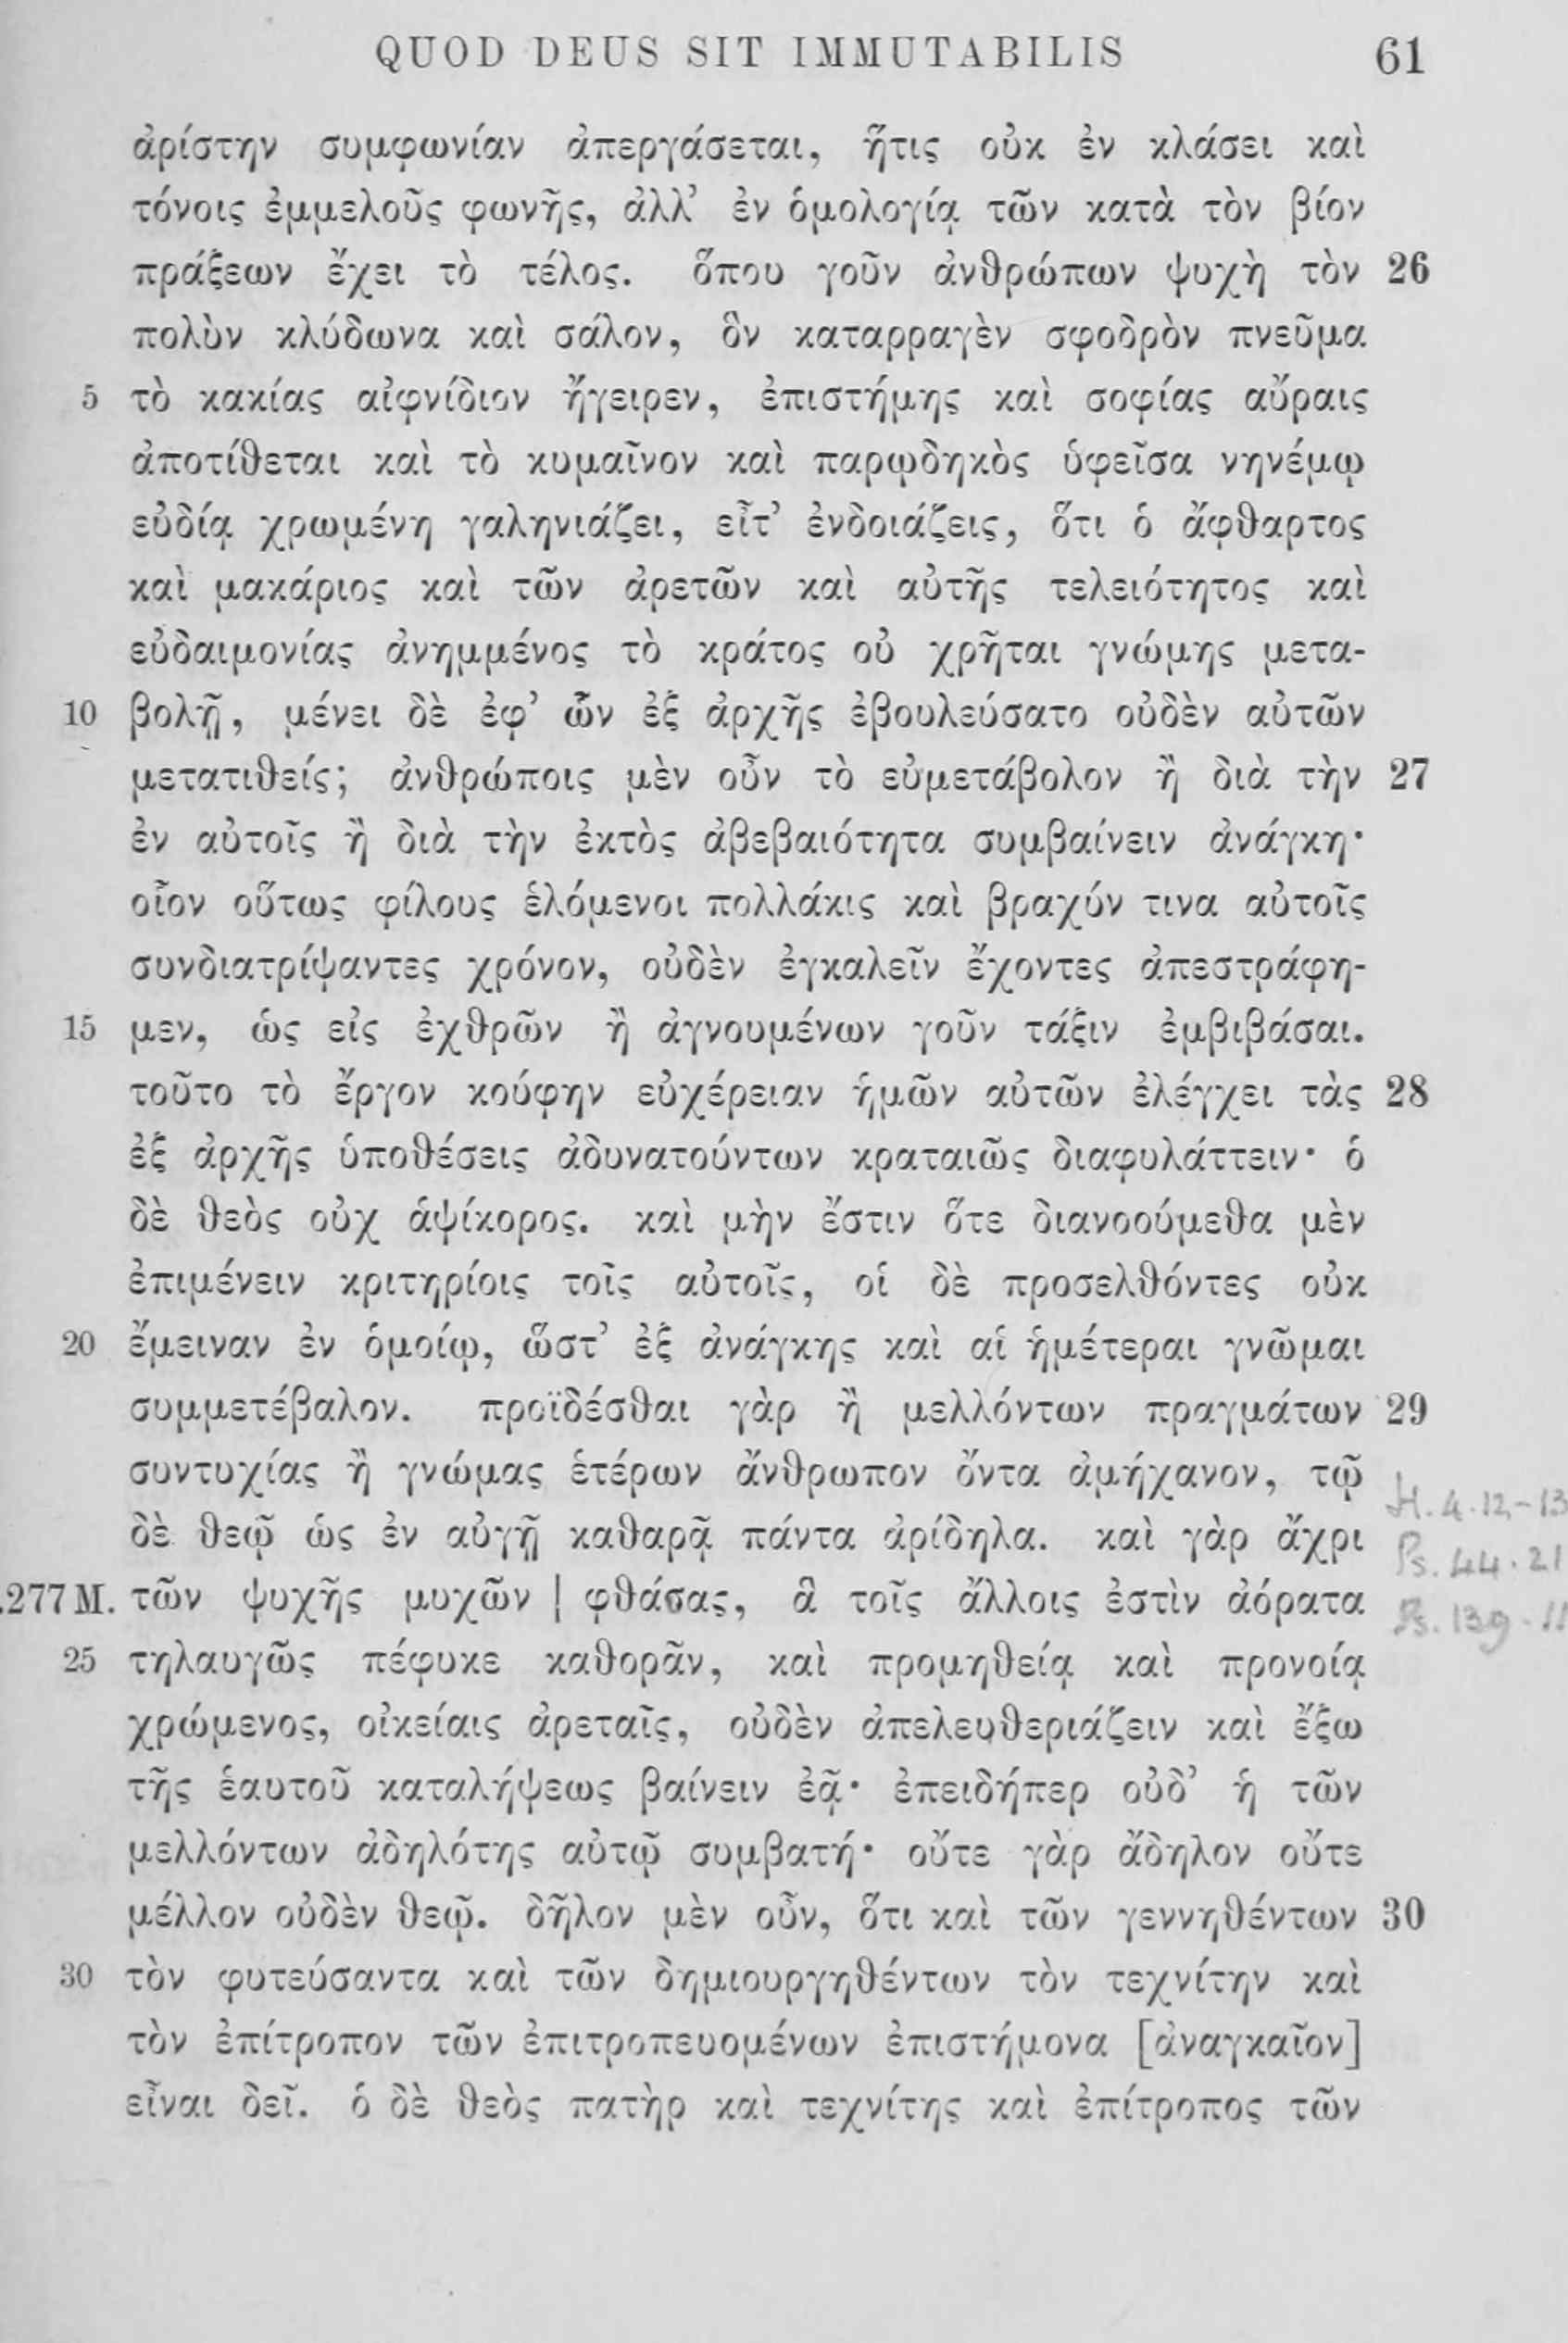 QUOD DEUS SIT IMMUTABILIS 61
ἀρίστην συμφωνίαν ἀπεργάσεται, ἥτις οὐκ ἐν κλάσει καὶ
τόνοις ἐμμελοῦς φωνῆς, ἀλλ’ ἐν ὁμολογίᾳ τῶν κατὰ τὸν βίον
πράξεων ἔχει τὸ τέλος. ὅπου γοῦν ἀνθρώπων ψυχὴ τὸν 26
πολὺν κλύδωνα καὶ σάλον, ὃν καταρραγὲν σφοδρὸν πνεῦμα
5 τὸ κακίας αἰφνίδιον ἤγειρεν, ἐπιστήμης καὶ σοφίας αὔραις
ἀποτίθεται καὶ τὸ κυμαῖνον καὶ παρῳδηκὸς ὑφεῖσα νηνέμῳ
εὐδίᾳ χρωμένη γαληνιάζει, εἶτ’ ἐνδοιάζεις, ὅτι ὁ ἄφθαρτος
καὶ μακάριος καὶ τῶν ἀρετῶν καὶ αὐτῆς τελειότητος καὶ
εὐδαιμονίας ἀνημμένος τὸ κράτος οὐ χρῆται γνώμης μετα-
10 βολῇ, μένει δὲ ἐφ’ ὧν ἐξ ἀρχῆς ἐβουλεύσατο οὐδὲν αὐτῶν
μετατιθείς; ἀνθρώποις μὲν οὖν τὸ εὐμετάβολον ἢ διὰ τὴν 27
ἐν αὐτοῖς ἢ διὰ τὴν ἐκτὸς ἀβεβαιότητα συμβαίνειν ἀνάγκη·
οἷον οὕτως φίλους ἑλόμενοι πολλάκις καὶ βραχύν τινα αὐτοῖς
συνδιατρίψαντες χρόνον, οὐδὲν ἐγκαλεῖν ἔχοντες ἀπεστράφη-
15 μεν, ὡς εἰς ἐχθρῶν ἢ ἀγνουμένων γοῦν τάξιν ἐμβιβάσαι.
τοῦτο τὸ ἔργον κούφην εὐχέρειαν ἡμῶν αὐτῶν ἐλέγχει τὰς 28
ἐξ ἀρχῆς ὑποθέσεις ἀδυνατούντων κραταιῶς διαφυλάττειν· ὁ
δὲ θεὸς οὐχ ἁψίκορος. καὶ μὴν ἔστιν ὅτε διανοούμεθα μὲν
ἐπιμένειν κριτηρίοις τοῖς αὐτοῖς, οἱ δὲ προσελθόντες οὐκ
20 ἔμειναν ἐν ὁμοίῳ, ὥστ’ ἐξ ἀνάγκης καὶ αἱ ἡμέτεραι γνῶμαι
συμμετέβαλον. προϊδέσθαι γὰρ ἢ μελλόντων πραγμάτων 29
συντυχίας ἢ γνώμας ἑτέρων ἄνθρωπον ὄντα ἀμήχανον, τῷ
H. 4.12-13
δὲ θεῷ ὡς ἐν αὐγῇ καθαρᾷ πάντα ἀρίδηλα. καὶ γὰρ ἄχρι
Ps. 44.21
.277 M. τῶν ψυχῆς μυχῶν | φθάσας, ἃ τοῖς ἄλλοις ἐστὶν ἀόρατα
Ps. 139.11
25 τηλαυγῶς πέφυκε καθορᾶν, καὶ προμηθείᾳ καὶ προνοίᾳ
χρώμενος, οἰκείαις ἀρεταῖς, οὐδὲν ἀπελευθεριάζειν καὶ ἔξω
τῆς ἑαυτοῦ καταλήψεως βαίνειν ἐᾷ· ἐπειδήπερ οὐδ’ ἡ τῶν
μελλόντων ἀδηλότης αὐτῷ συμβατή· οὔτε γὰρ ἄδηλον οὔτε
μέλλον οὐδὲν θεῷ. δῆλον μὲν οὖν, ὅτι καὶ τῶν γεννηθέντων 30
30 τὸν φυτεύσαντα καὶ τῶν δημιουργηθέντων τὸν τεχνίτην καὶ
τὸν ἐπίτροπον τῶν ἐπιτροπευομένων ἐπιστήμονα [ἀναγκαῖον]
εἶναι δεῖ. ὁ δὲ θεὸς πατὴρ καὶ τεχνίτης καὶ ἐπίτροπος τῶν